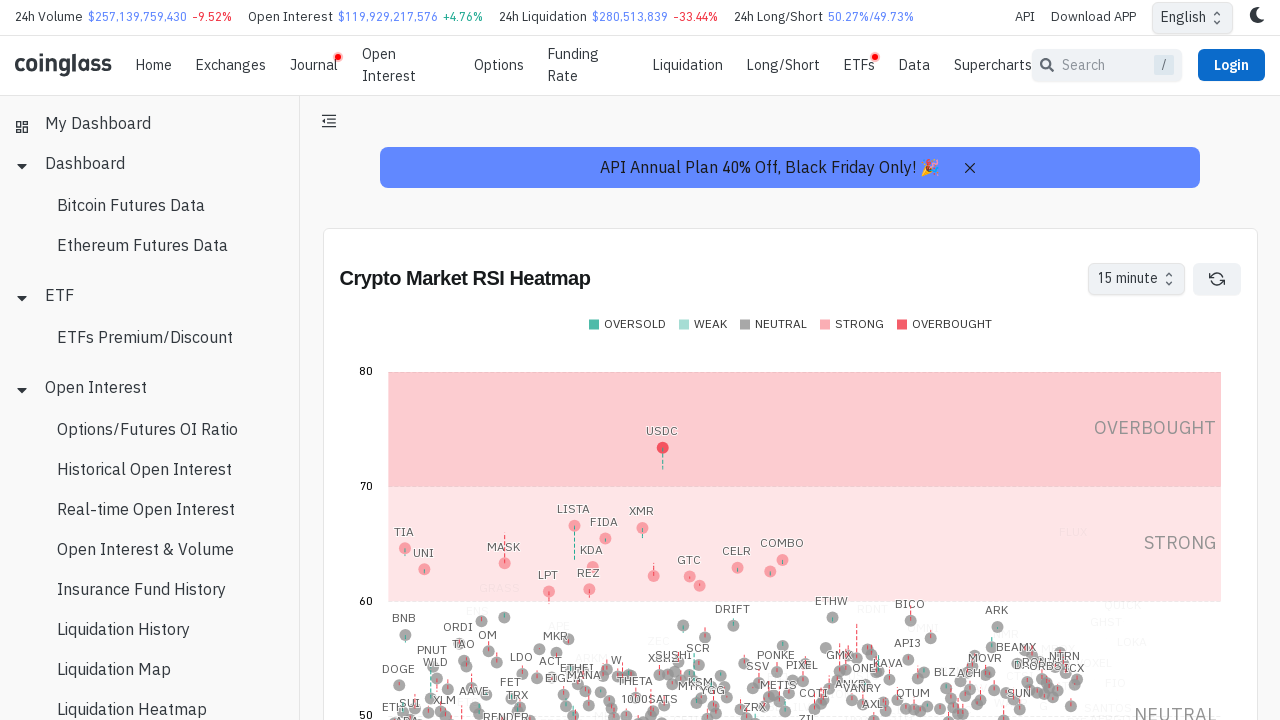 24h Volume $257,139,759,430 -9.52% Open Interest $119,929,217,576 +4.76% 24h Liquidation $280,513,839 -33.44% 24h Long/Short 50.27%/49.73% API Download APP English
coinglass Home Exchanges Journal Open Interest Options Funding Rate Liquidation Long/Short ETFs Data Supercharts Search / Login
My Dashboard
Dashboard
Bitcoin Futures Data
Ethereum Futures Data
ETF
ETFs Premium/Discount
Open Interest
Options/Futures OI Ratio
Historical Open Interest
Real-time Open Interest
Open Interest & Volume
Insurance Fund History
Liquidation History
Liquidation Map
Liquidation Heatmap
API Annual Plan 40% Off, Black Friday Only! 🎉
Crypto Market RSI Heatmap 15 minute
OVERSOLD WEAK NEUTRAL STRONG OVERBOUGHT
80
OVERBOUGHT
USDC
70
LISTA XMR
FIDA
TIA FLUX
STRONG
COMBO
MASK KDA CELR
UNI
GTC
LPT REZ
GRASS
60
ETHW
BICO
DRIFT ARK
BNB
ORDI
OM MKR
TAO API3
PNUT SCR BEAMX
LDO SUSHI PONKE GMX MOVR NTRN
WLD ACT W PIXEL KAVA
DOGE ETHFI SSV ONE
MANA BLZ ACH ICX
FET THETA KSM METIS
AAVE TRX YGG COTI VANRY OTUM SUN
SUI XLM 1000SATS
ZRX AXL
RENDER ZIL
50 NEUTRAL